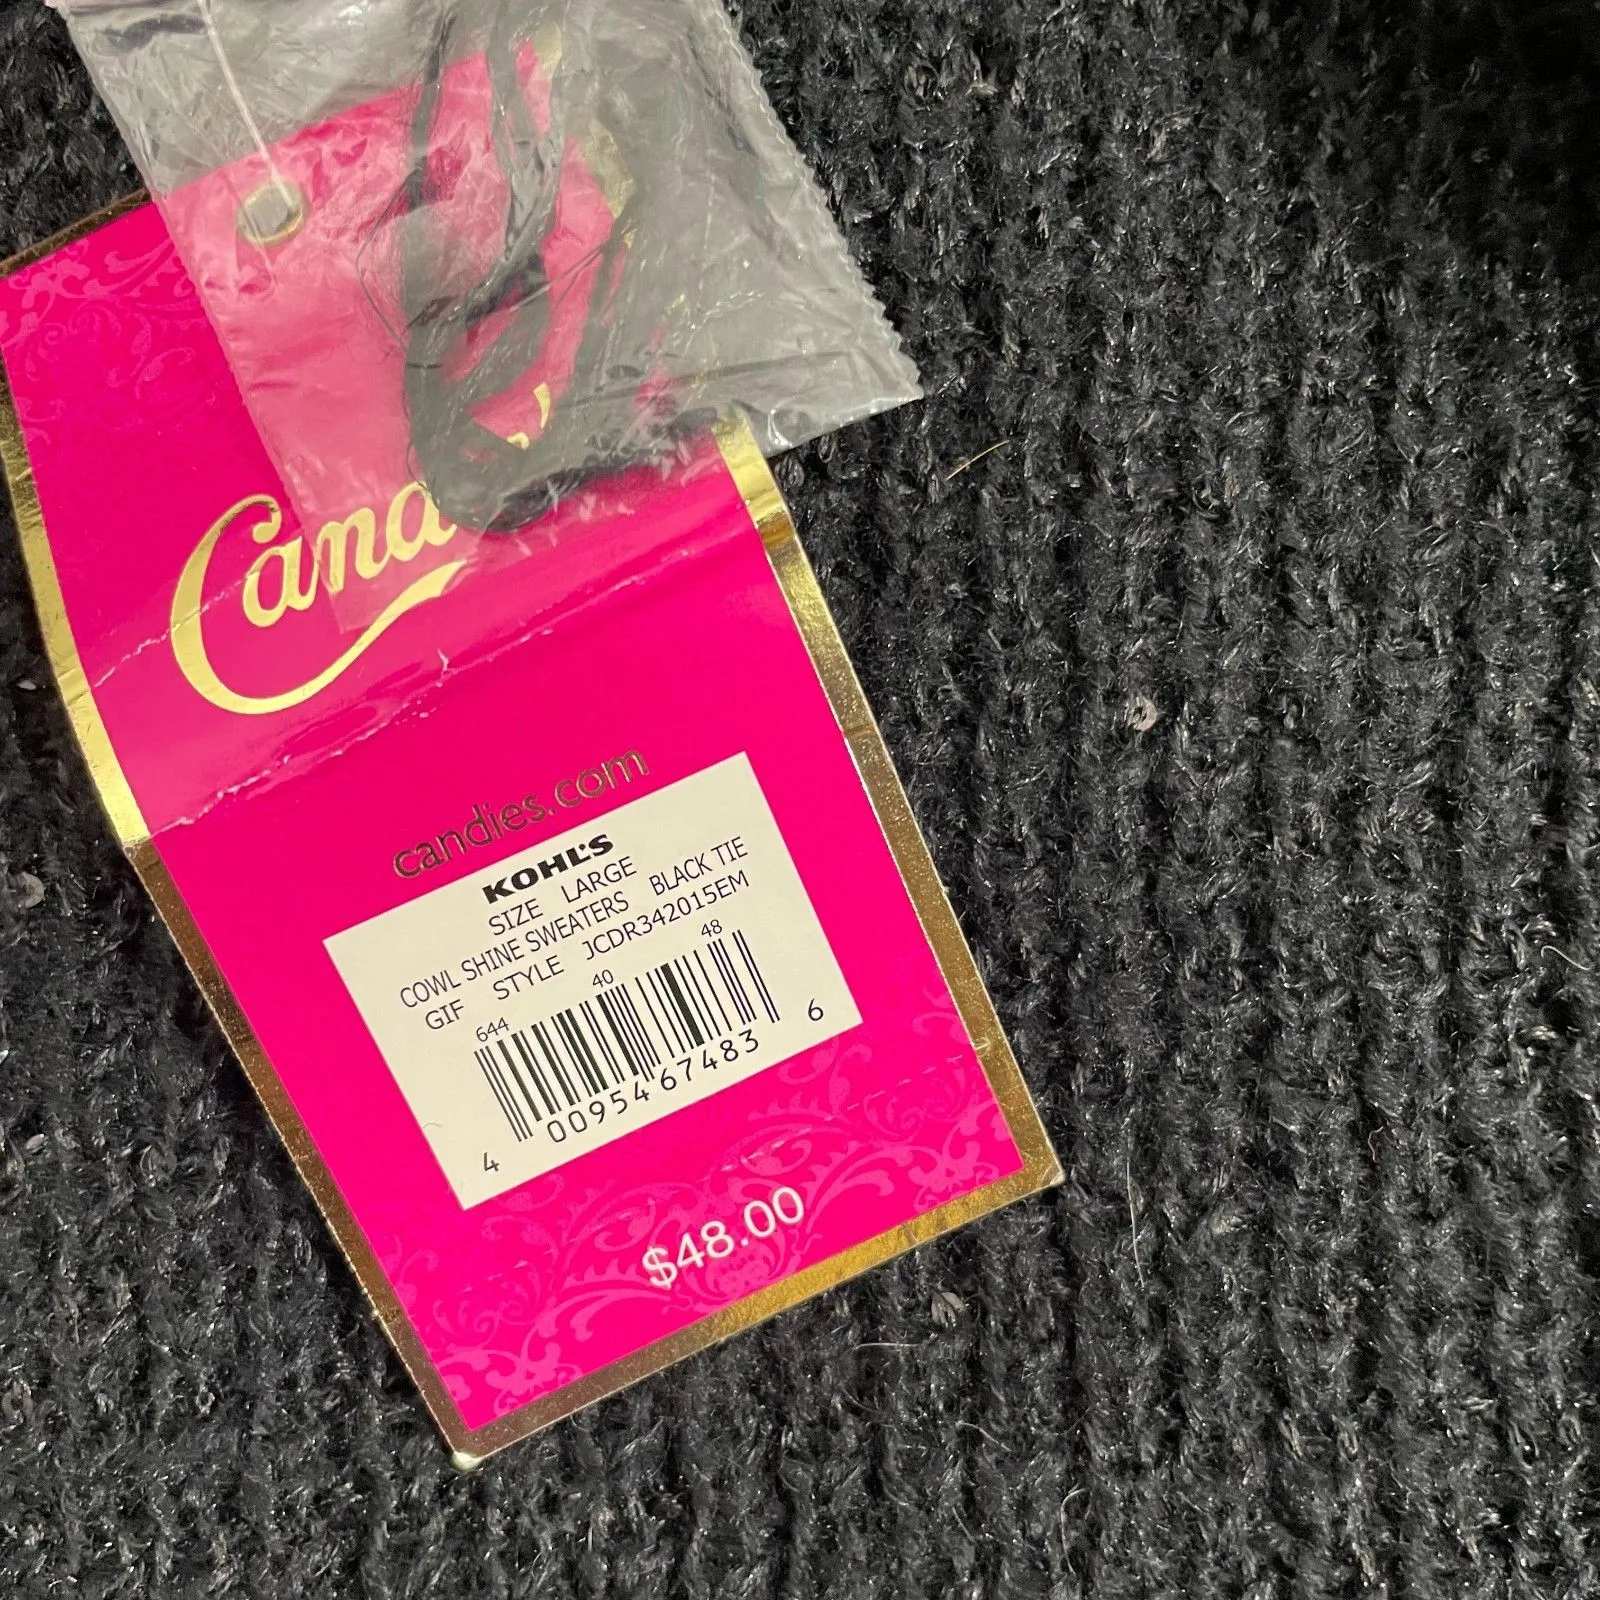 Cand
candies.com
KOHL'S
SIZE LARGE
COWL SHINE SWEATERS BLACK TIE
GIF STYLE JCDR342015EM
644 40 48
4 00954 67483 6
$48.00